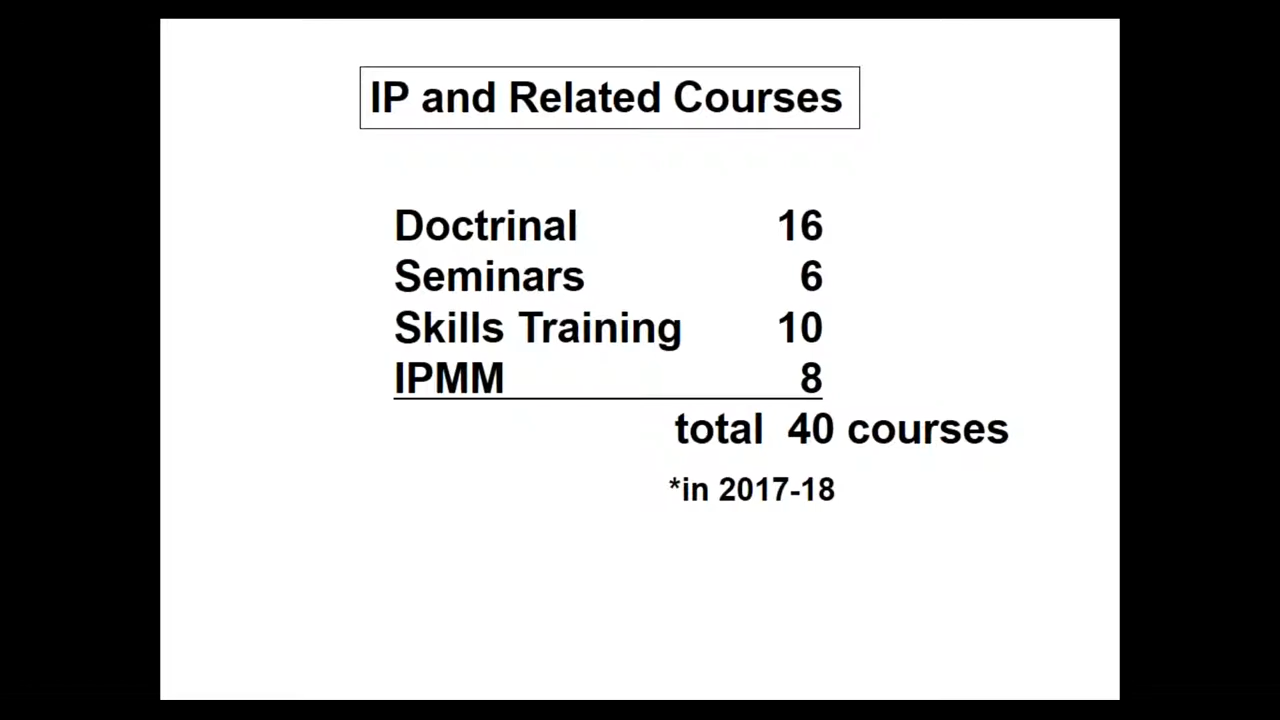 IP and Related Courses
Doctrinal 16
Seminars 6
Skills Training 10
IPMM 8
total 40 courses
*in 2017-18